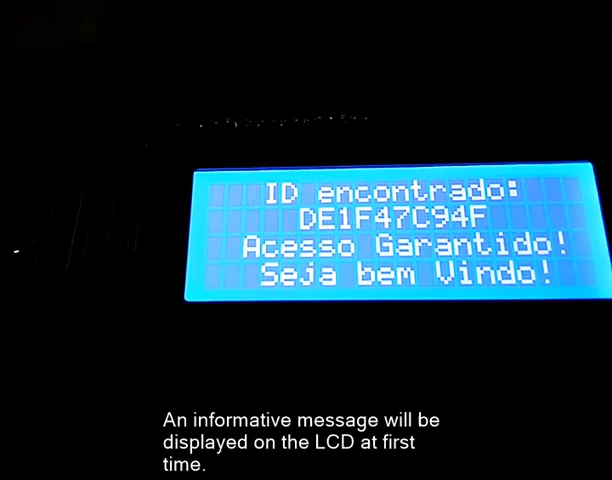 ID encontrado:
DE1F47C94F
Acesso Garantido!
Seja bem Vindo!
An informative message will be
displayed on the LCD at first
time.